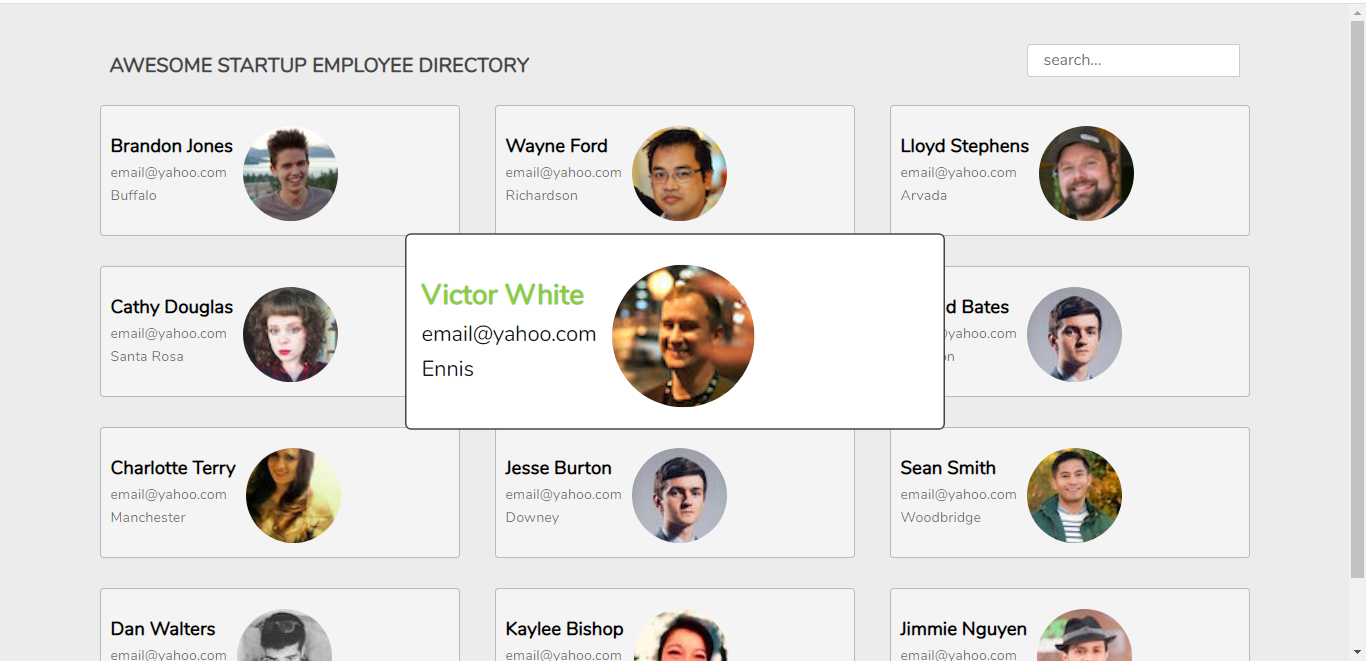 AWESOME STARTUP EMPLOYEE DIRECTORY
search...
Brandon Jones
email@yahoo.com
Buffalo
Wayne Ford
email@yahoo.com
Richardson
Lloyd Stephens
email@yahoo.com
Arvada
Cathy Douglas
email@yahoo.com
Santa Rosa
Victor White
email@yahoo.com
Ennis
Bates
@yahoo.com
Charlotte Terry
email@yahoo.com
Manchester
Jesse Burton
email@yahoo.com
Downey
Sean Smith
email@yahoo.com
Woodbridge
Dan Walters
email@yahoo.com
Kaylee Bishop
email@yahoo.com
Jimmie Nguyen
email@yahoo.com